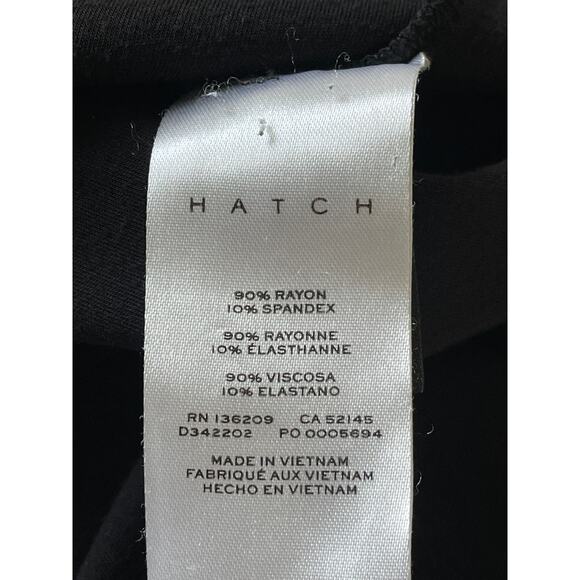 HATCH
90% RAYON
10% SPANDEX
90% RAYONNE
10% ÉLASTHANNE
90% VISCOSA
10% ELASTANO
RN 136209 CA 52145
D342202 PO 0005694
MADE IN VIETNAM
FABRIQUÉ AUX VIETNAM
HECHO EN VIETNAM